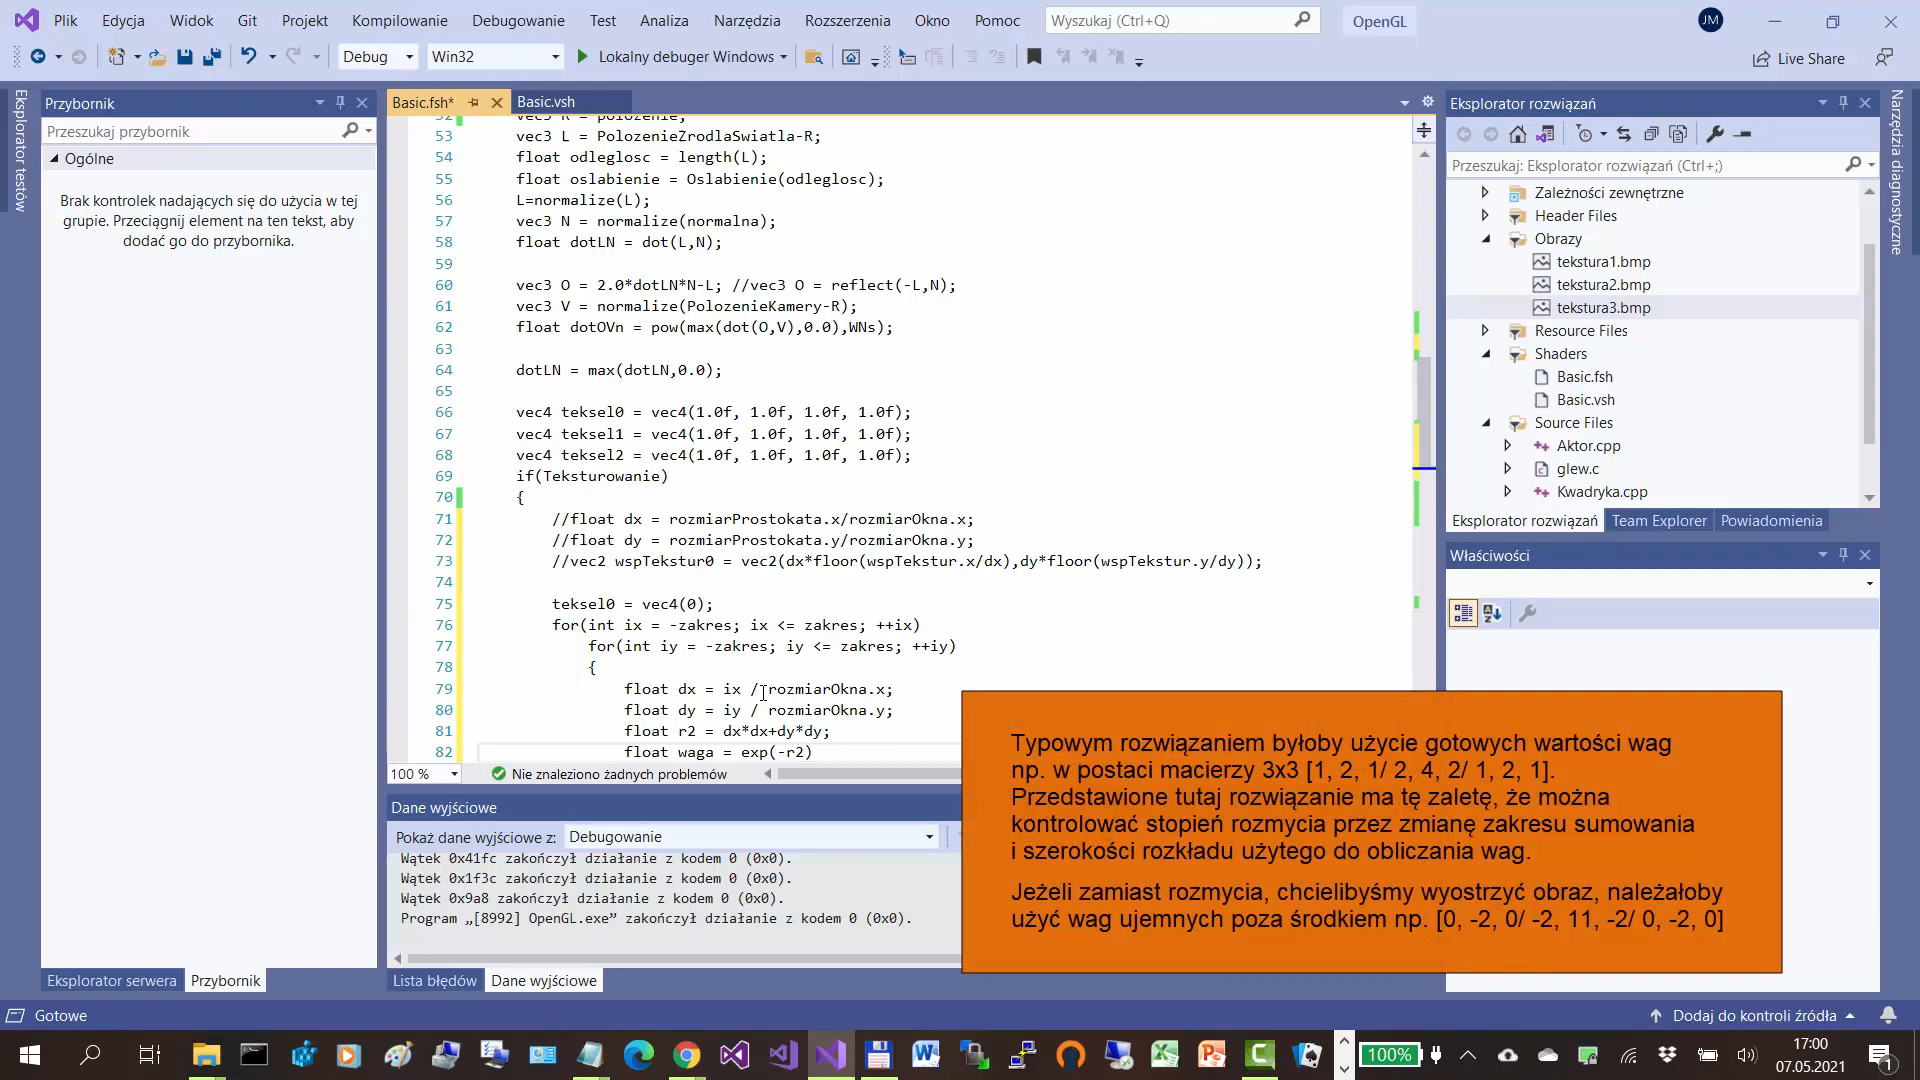 Plik Edycja Widok Git Projekt Kompilowanie Debugowanie Test Analiza Narzędzia Rozszerzenia Okno Pomoc Wyszukaj (Ctrl+Q) OpenGL JM
Debug Win32 Lokalny debuger Windows Live Share
Eksplorator testów
Przybornik
Przeszukaj przybornik
Ogólne
Brak kontrolek nadających się do użycia w tej
grupie. Przeciągnij element na ten tekst, aby
dodać go do przybornika.
Eksplorator serwera Przybornik
Basic.fsh* Basic.vsh
52 vec3 R = polozenie;
53 vec3 L = PolozenieZrodlaSwiatla-R;
54 float odleglosc = length(L);
55 float oslabienie = Oslabienie(odleglosc);
56 L=normalize(L);
57 vec3 N = normalize(normalna);
58 float dotLN = dot(L,N);
59
60 vec3 O = 2.0*dotLN*N-L; //vec3 O = reflect(-L,N);
61 vec3 V = normalize(PolozenieKamery-R);
62 float dotOVn = pow(max(dot(O,V),0.0),WNs);
63
64 dotLN = max(dotLN,0.0);
65
66 vec4 teksel0 = vec4(1.0f, 1.0f, 1.0f, 1.0f);
67 vec4 teksel1 = vec4(1.0f, 1.0f, 1.0f, 1.0f);
68 vec4 teksel2 = vec4(1.0f, 1.0f, 1.0f, 1.0f);
69 if(Teksturowanie)
70 {
71 //float dx = rozmiarProstokata.x/rozmiarOkna.x;
72 //float dy = rozmiarProstokata.y/rozmiarOkna.y;
73 //vec2 wspTekstur0 = vec2(dx*floor(wspTekstur.x/dx),dy*floor(wspTekstur.y/dy));
74
75 teksel0 = vec4(0);
76 for(int ix = -zakres; ix <= zakres; ++ix)
77 for(int iy = -zakres; iy <= zakres; ++iy)
78 {
79 float dx = ix / rozmiarOkna.x;
80 float dy = iy / rozmiarOkna.y;
81 float r2 = dx*dx+dy*dy;
82 float waga = exp(-r2)
100 % Nie znaleziono żadnych problemów
Dane wyjściowe
Pokaż dane wyjściowe z: Debugowanie
Wątek 0x41fc zakończył działanie z kodem 0 (0x0).
Wątek 0x1f3c zakończył działanie z kodem 0 (0x0).
Wątek 0x9a8 zakończył działanie z kodem 0 (0x0).
Program „[8992] OpenGL.exe” zakończył działanie z kodem 0 (0x0).
Lista błędów Dane wyjściowe
Typowym rozwiązaniem byłoby użycie gotowych wartości wag
np. w postaci macierzy 3x3 [1, 2, 1/ 2, 4, 2/ 1, 2, 1].
Przedstawione tutaj rozwiązanie ma tę zaletę, że można
kontrolować stopień rozmycia przez zmianę zakresu sumowania
i szerokości rozkładu użytego do obliczania wag.
Jeżeli zamiast rozmycia, chcielibyśmy wyostrzyć obraz, należałoby
użyć wag ujemnych poza środkiem np. [0, -2, 0/ -2, 11, -2/ 0, -2, 0]
Eksplorator rozwiązań
Przeszukaj: Eksplorator rozwiązań (Ctrl+;)
Zależności zewnętrzne
Header Files
Obrazy
tekstura1.bmp
tekstura2.bmp
tekstura3.bmp
Resource Files
Shaders
Basic.fsh
Basic.vsh
Source Files
Aktor.cpp
glew.c
Kwadryka.cpp
Eksplorator rozwiązań Team Explorer Powiadomienia
Właściwości
Narzędzia diagnostyczne
Gotowe Dodaj do kontroli źródła
100% 17:00
07.05.2021
1